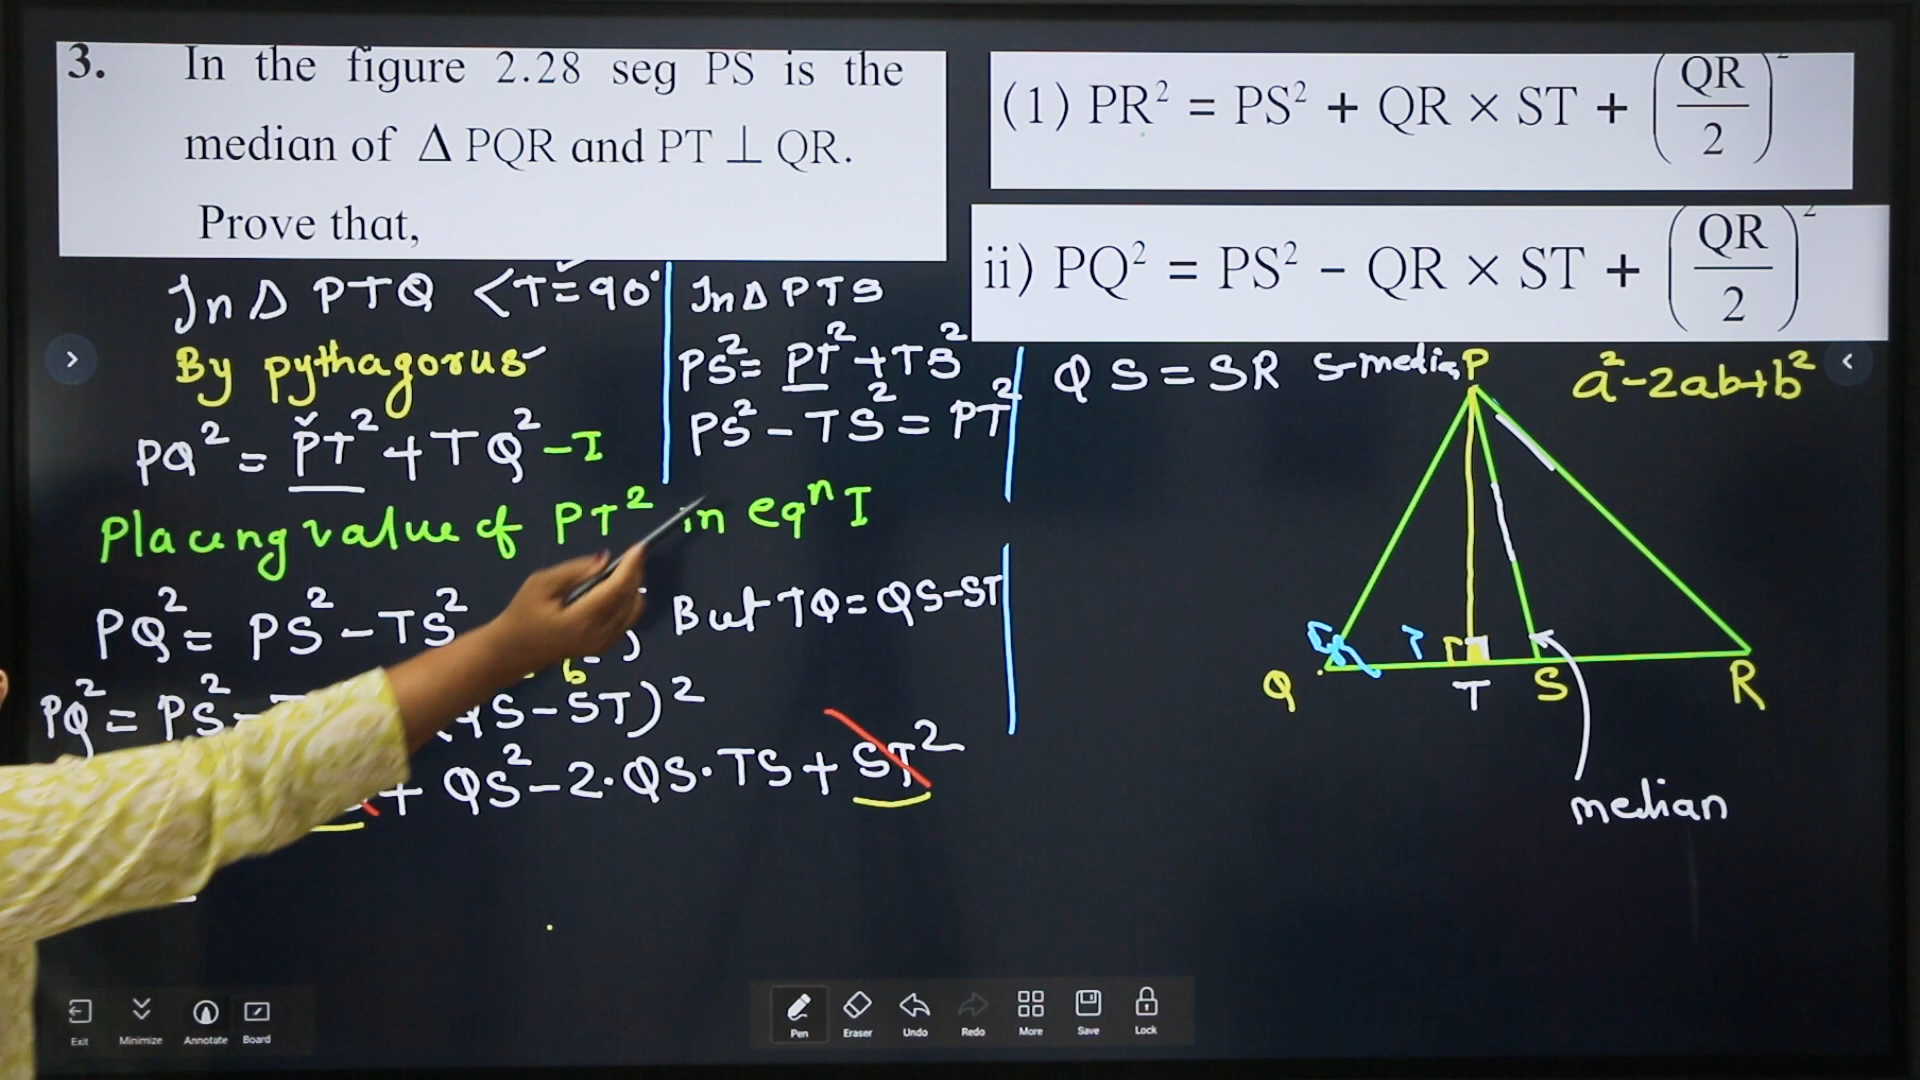 3. In the figure 2.28 seg PS is the
median of Δ PQR and PT ⊥ QR.
Prove that,
(1) PR² = PS² + QR × ST + (QR/2)²
ii) PQ² = PS² - QR × ST + (QR/2)²
In Δ PTQ <T=90°
By pythagorus
PQ² = PT² + TQ² - I
In Δ PTS
PS² = PT² + TS²
PS² - TS² = PT²
QS = SR S-median
a² - 2ab + b²
Placing value of PT² in eqⁿ I
PQ² = PS² - TS²
; But TQ = QS - ST
b
PQ² = PS² - (QS - ST)²
+ QS² - 2·QS·TS + ST²
P
Q
T
S
R
?
median
Exit
Minimize
Annotate
Board
Pen
Eraser
Undo
Redo
More
Save
Lock